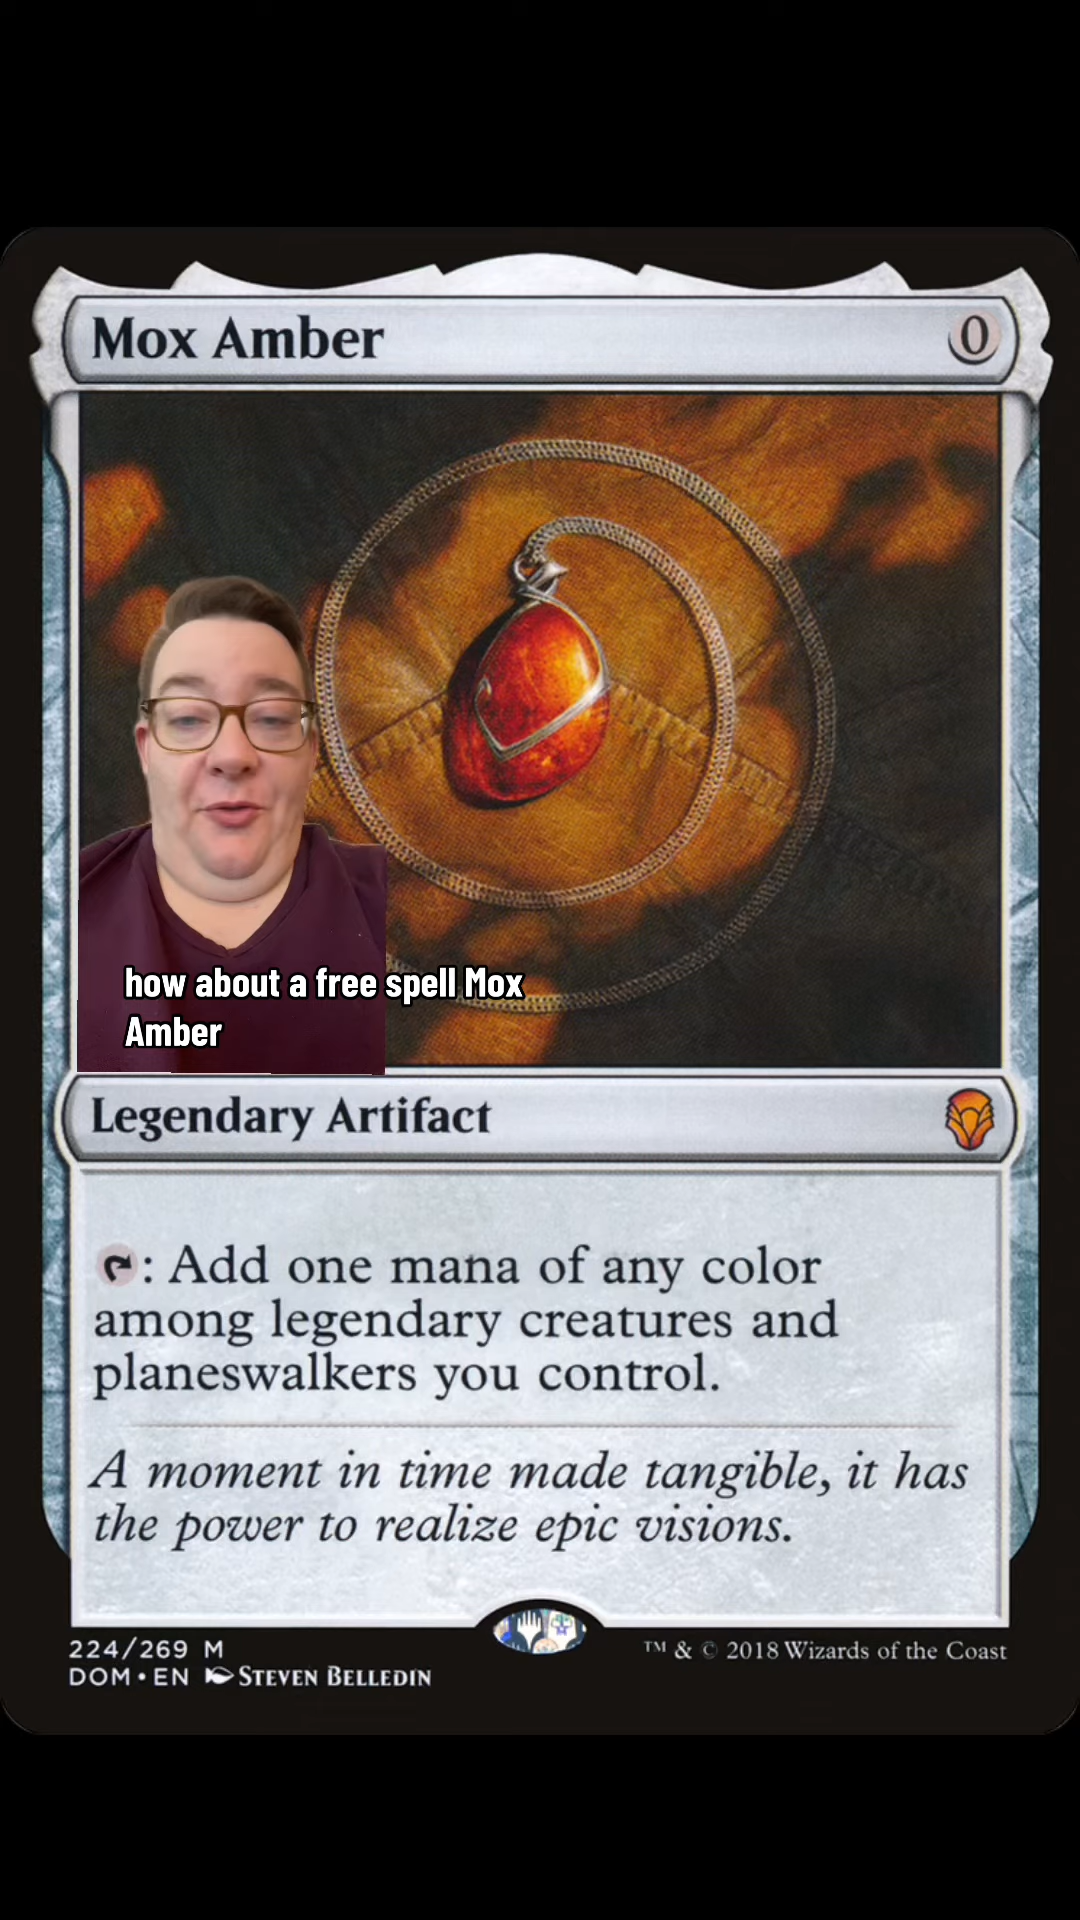 Mox Amber
0
how about a free spell Mox
Amber
Legendary Artifact
: Add one mana of any color
among legendary creatures and
planeswalkers you control.
A moment in time made tangible, it has
the power to realize epic visions.
224/269 M
DOM • EN STEVEN BELLEDIN
™ & © 2018 Wizards of the Coast